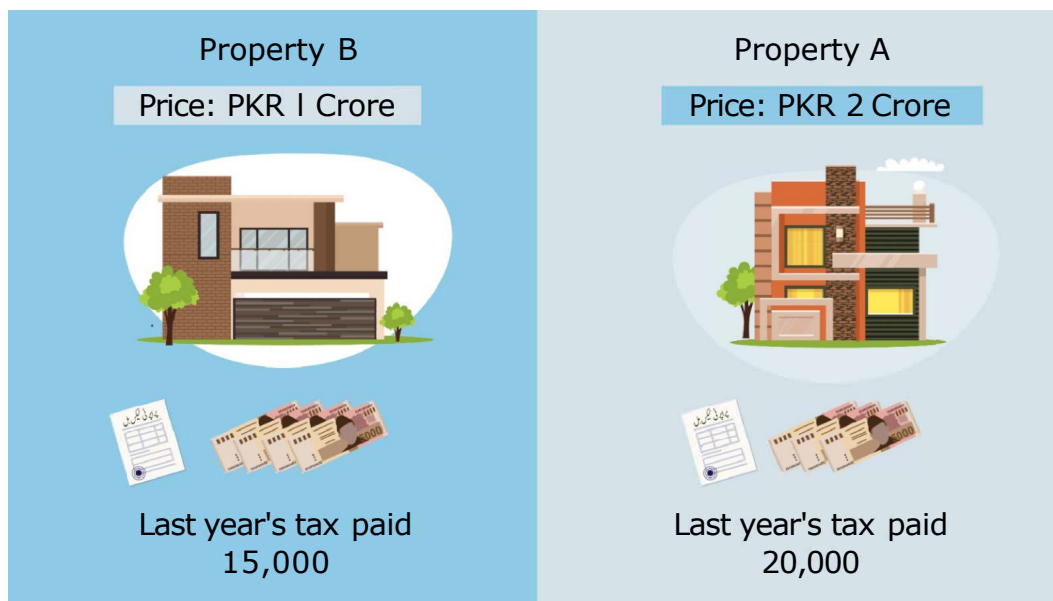 Property B
Price: PKR l Crore
Last year's tax paid
15,000
Property A
Price: PKR 2 Crore
Last year's tax paid
20,000